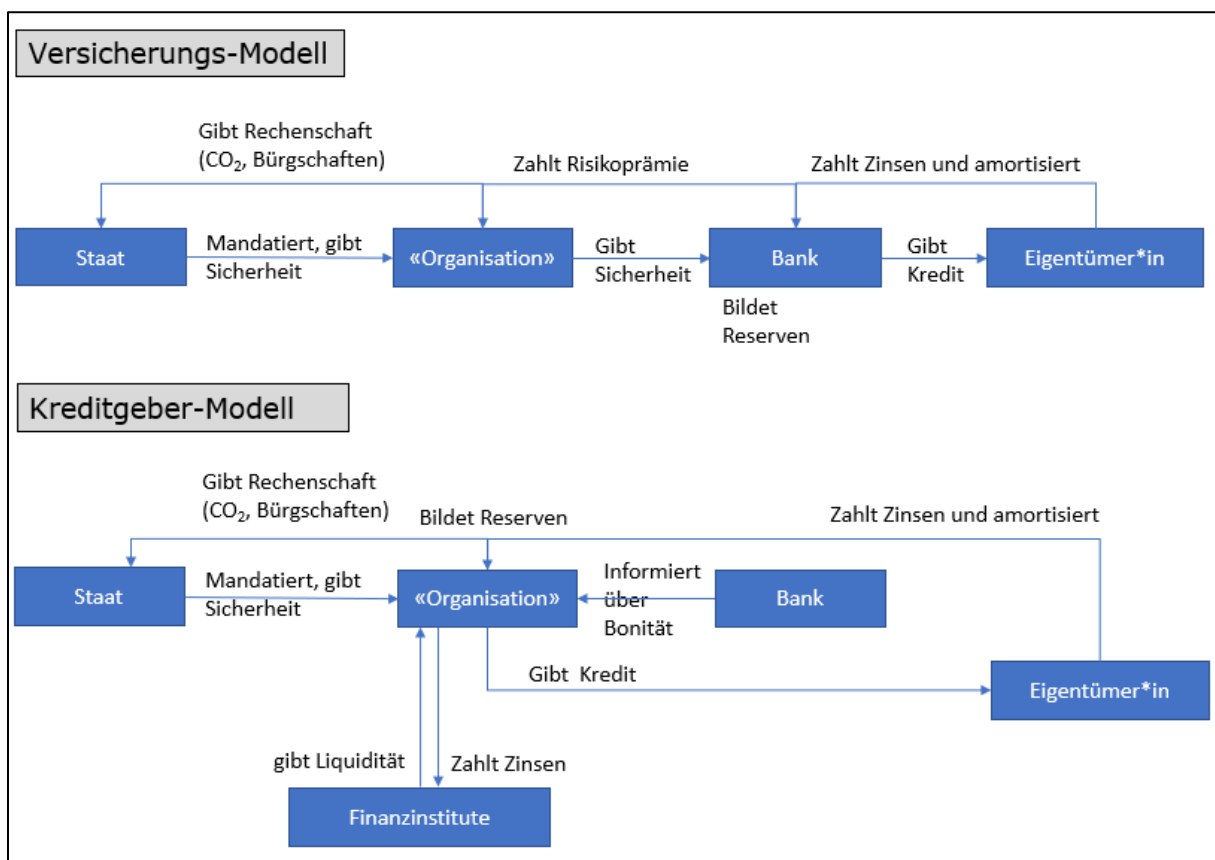 Versicherungs-Modell
Gibt Rechenschaft
(CO₂, Bürgschaften)
Zahlt Risikoprämie
Zahlt Zinsen und amortisiert
Staat
Mandatiert, gibt
Sicherheit
«Organisation»
Gibt
Sicherheit
Bank
Gibt
Kredit
Eigentümer*in
Bildet
Reserven
Kreditgeber-Modell
Gibt Rechenschaft
(CO₂, Bürgschaften)
Bildet Reserven
Zahlt Zinsen und amortisiert
Staat
Mandatiert, gibt
Sicherheit
«Organisation»
Informiert
über
Bonität
Bank
Gibt Kredit
Eigentümer*in
gibt Liquidität
Zahlt Zinsen
Finanzinstitute